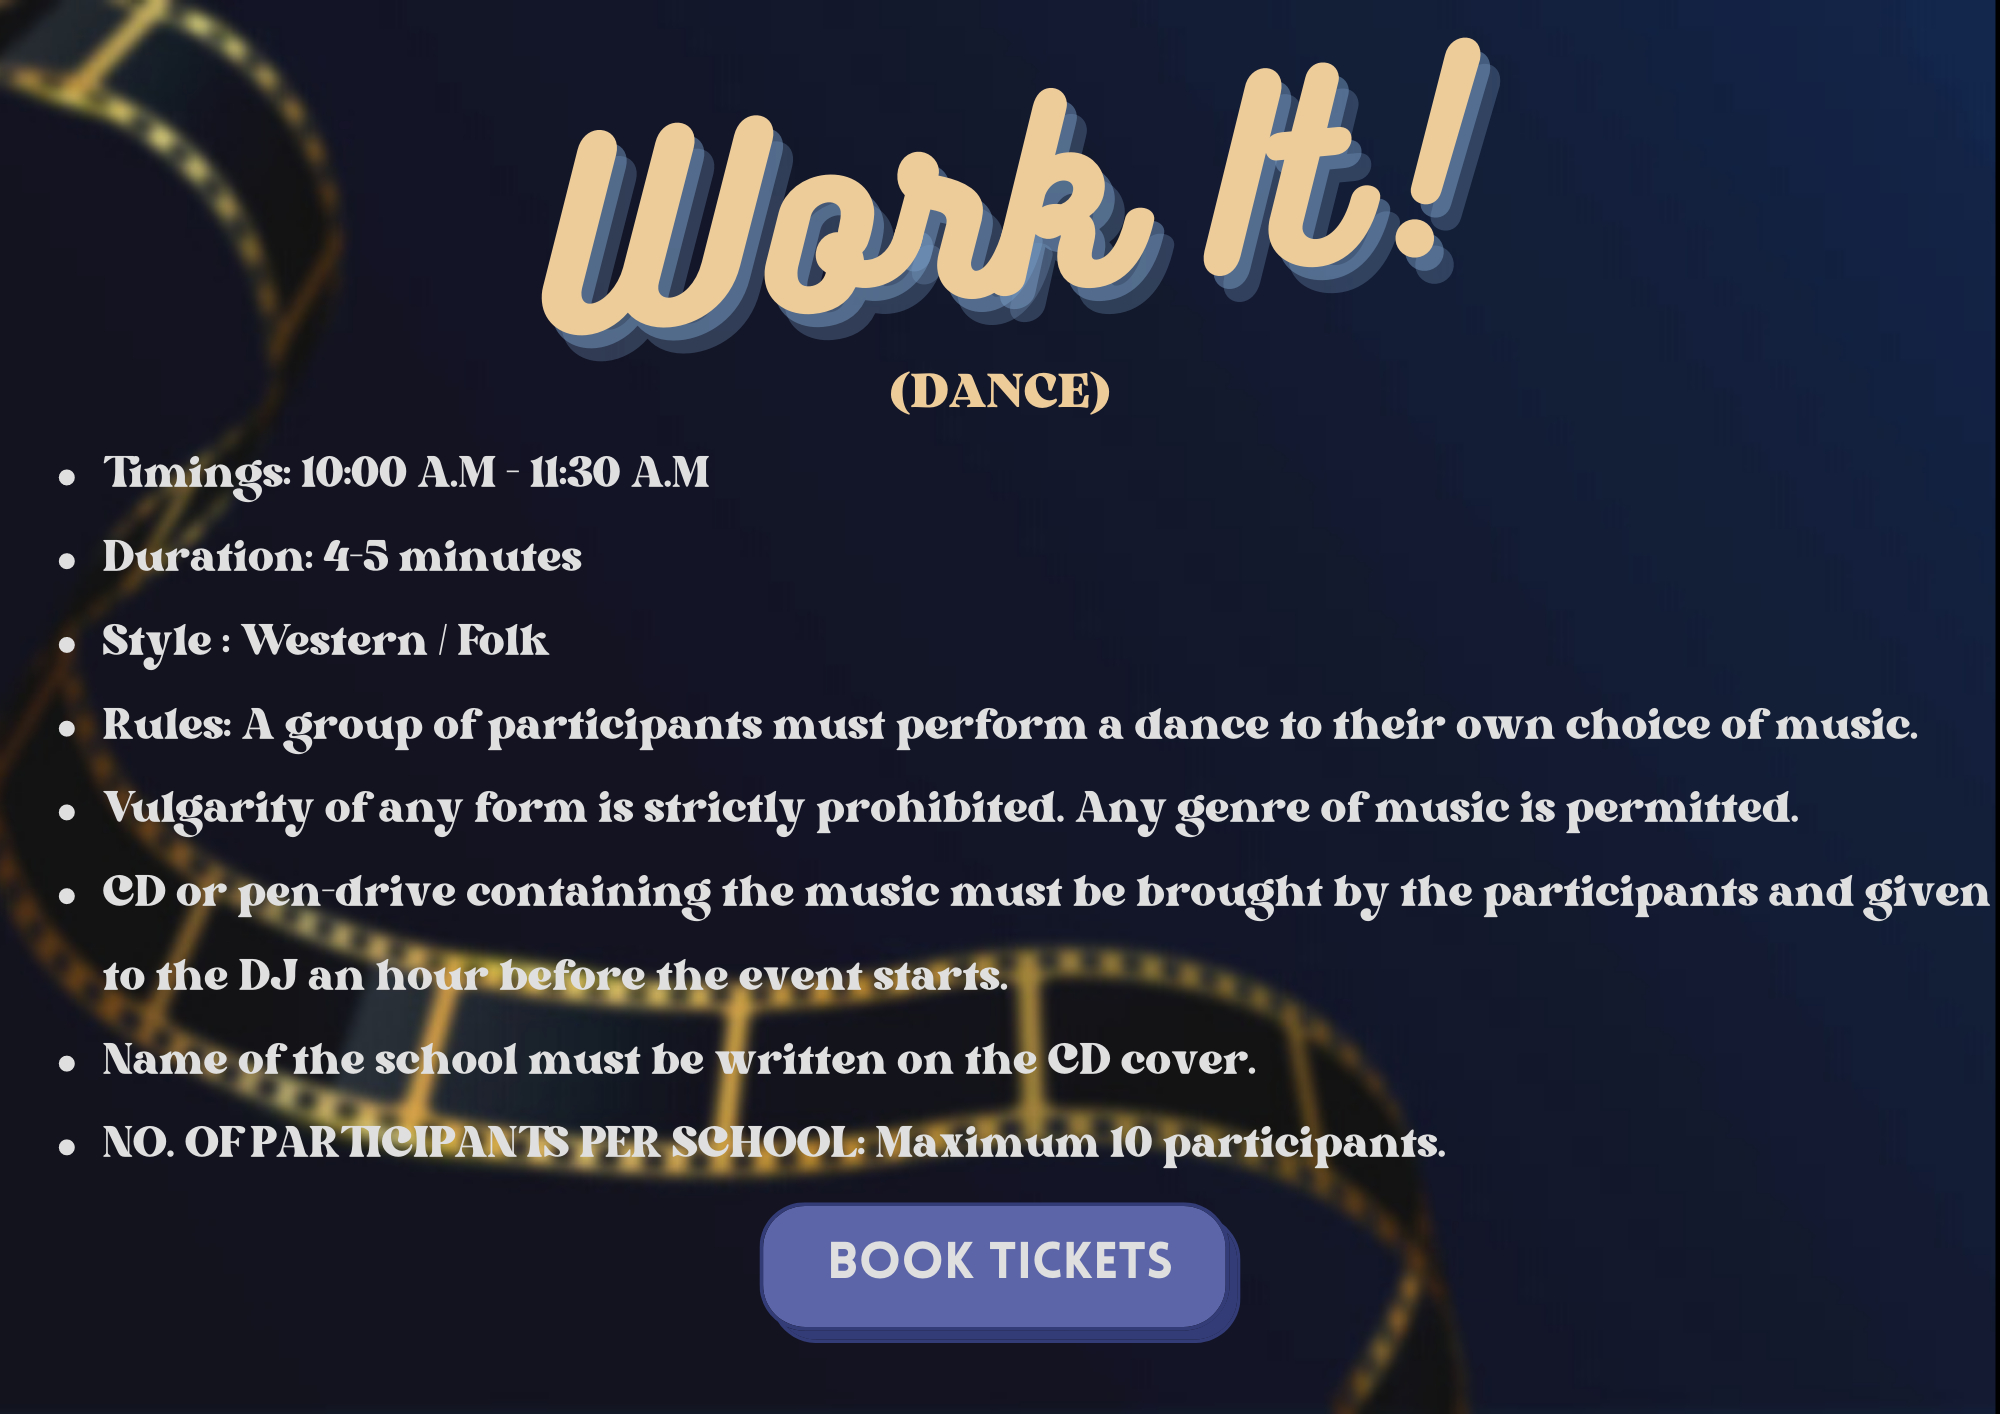 Work It!
(DANCE)
• Timings: 10:00 A.M - 11:30 A.M
• Duration: 4-5 minutes
• Style : Western / Folk
• Rules: A group of participants must perform a dance to their own choice of music.
• Vulgarity of any form is strictly prohibited. Any genre of music is permitted.
• CD or pen-drive containing the music must be brought by the participants and given
to the DJ an hour before the event starts.
• Name of the school must be written on the CD cover.
• NO. OF PARTICIPANTS PER SCHOOL: Maximum 10 participants.
BOOK TICKETS